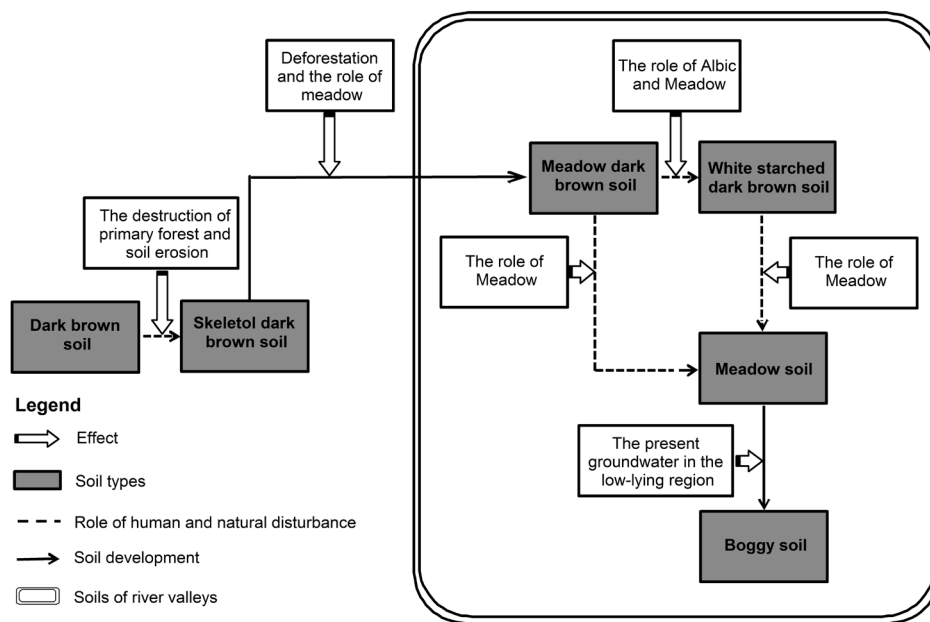 Deforestation
and the role of
meadow
The role of Albic
and Meadow
Meadow dark
brown soil
White starched
dark brown soil
The destruction of
primary forest and
soil erosion
The role of
Meadow
The role of
Meadow
Dark brown
soil
Skeletol dark
brown soil
Meadow soil
Legend
Effect
The present
groundwater in the
low-lying region
Soil types
Role of human and natural disturbance
Boggy soil
Soil development
Soils of river valleys